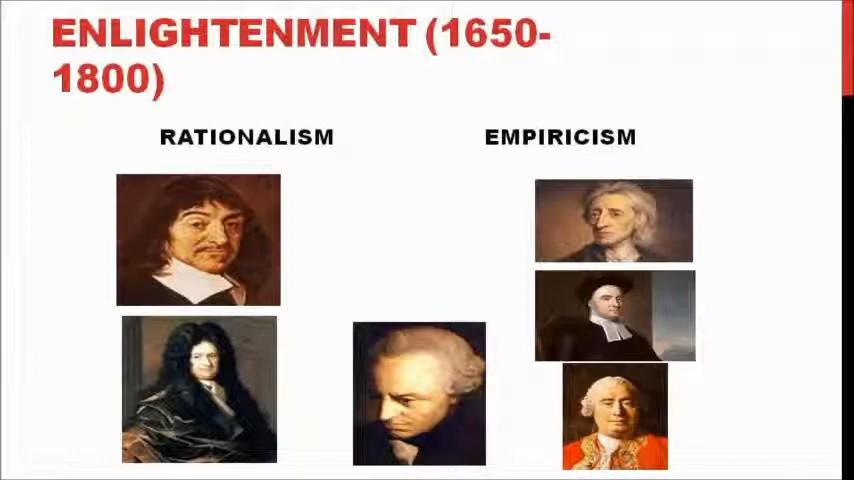 ENLIGHTENMENT (1650-
1800)
RATIONALISM
EMPIRICISM